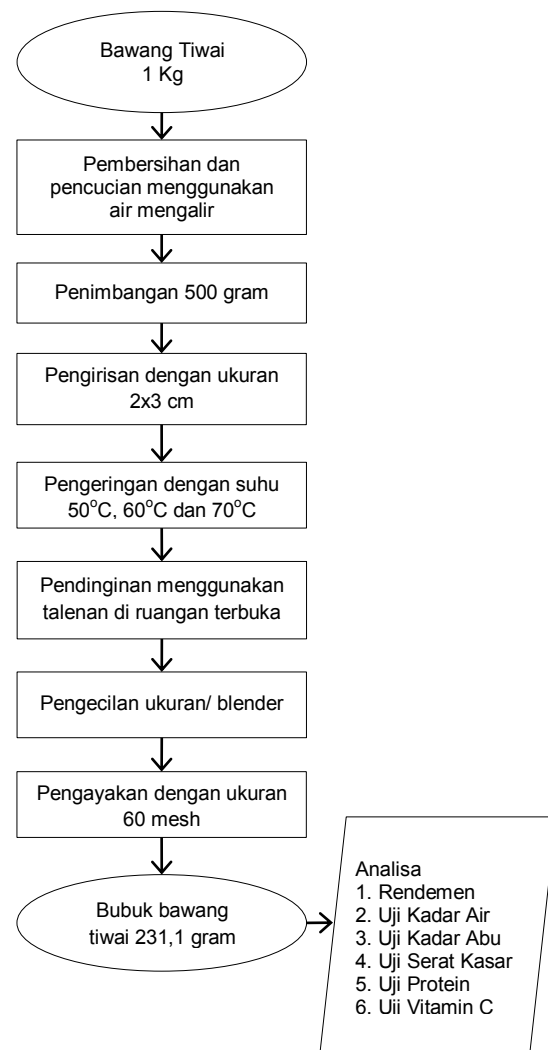 Bawang Tiwai
1 Kg
Pembersihan dan
pencucian menggunakan
air mengalir
Penimbangan 500 gram
Pengirisan dengan ukuran
2x3 cm
Pengeringan dengan suhu
50°C, 60°C dan 70°C
Pendinginan menggunakan
talenan di ruangan terbuka
Pengecilan ukuran/ blender
Pengayakan dengan ukuran
60 mesh
Bubuk bawang
tiwai 231,1 gram
Analisa
1. Rendemen
2. Uji Kadar Air
3. Uji Kadar Abu
4. Uji Serat Kasar
5. Uji Protein
6. Uii Vitamin C